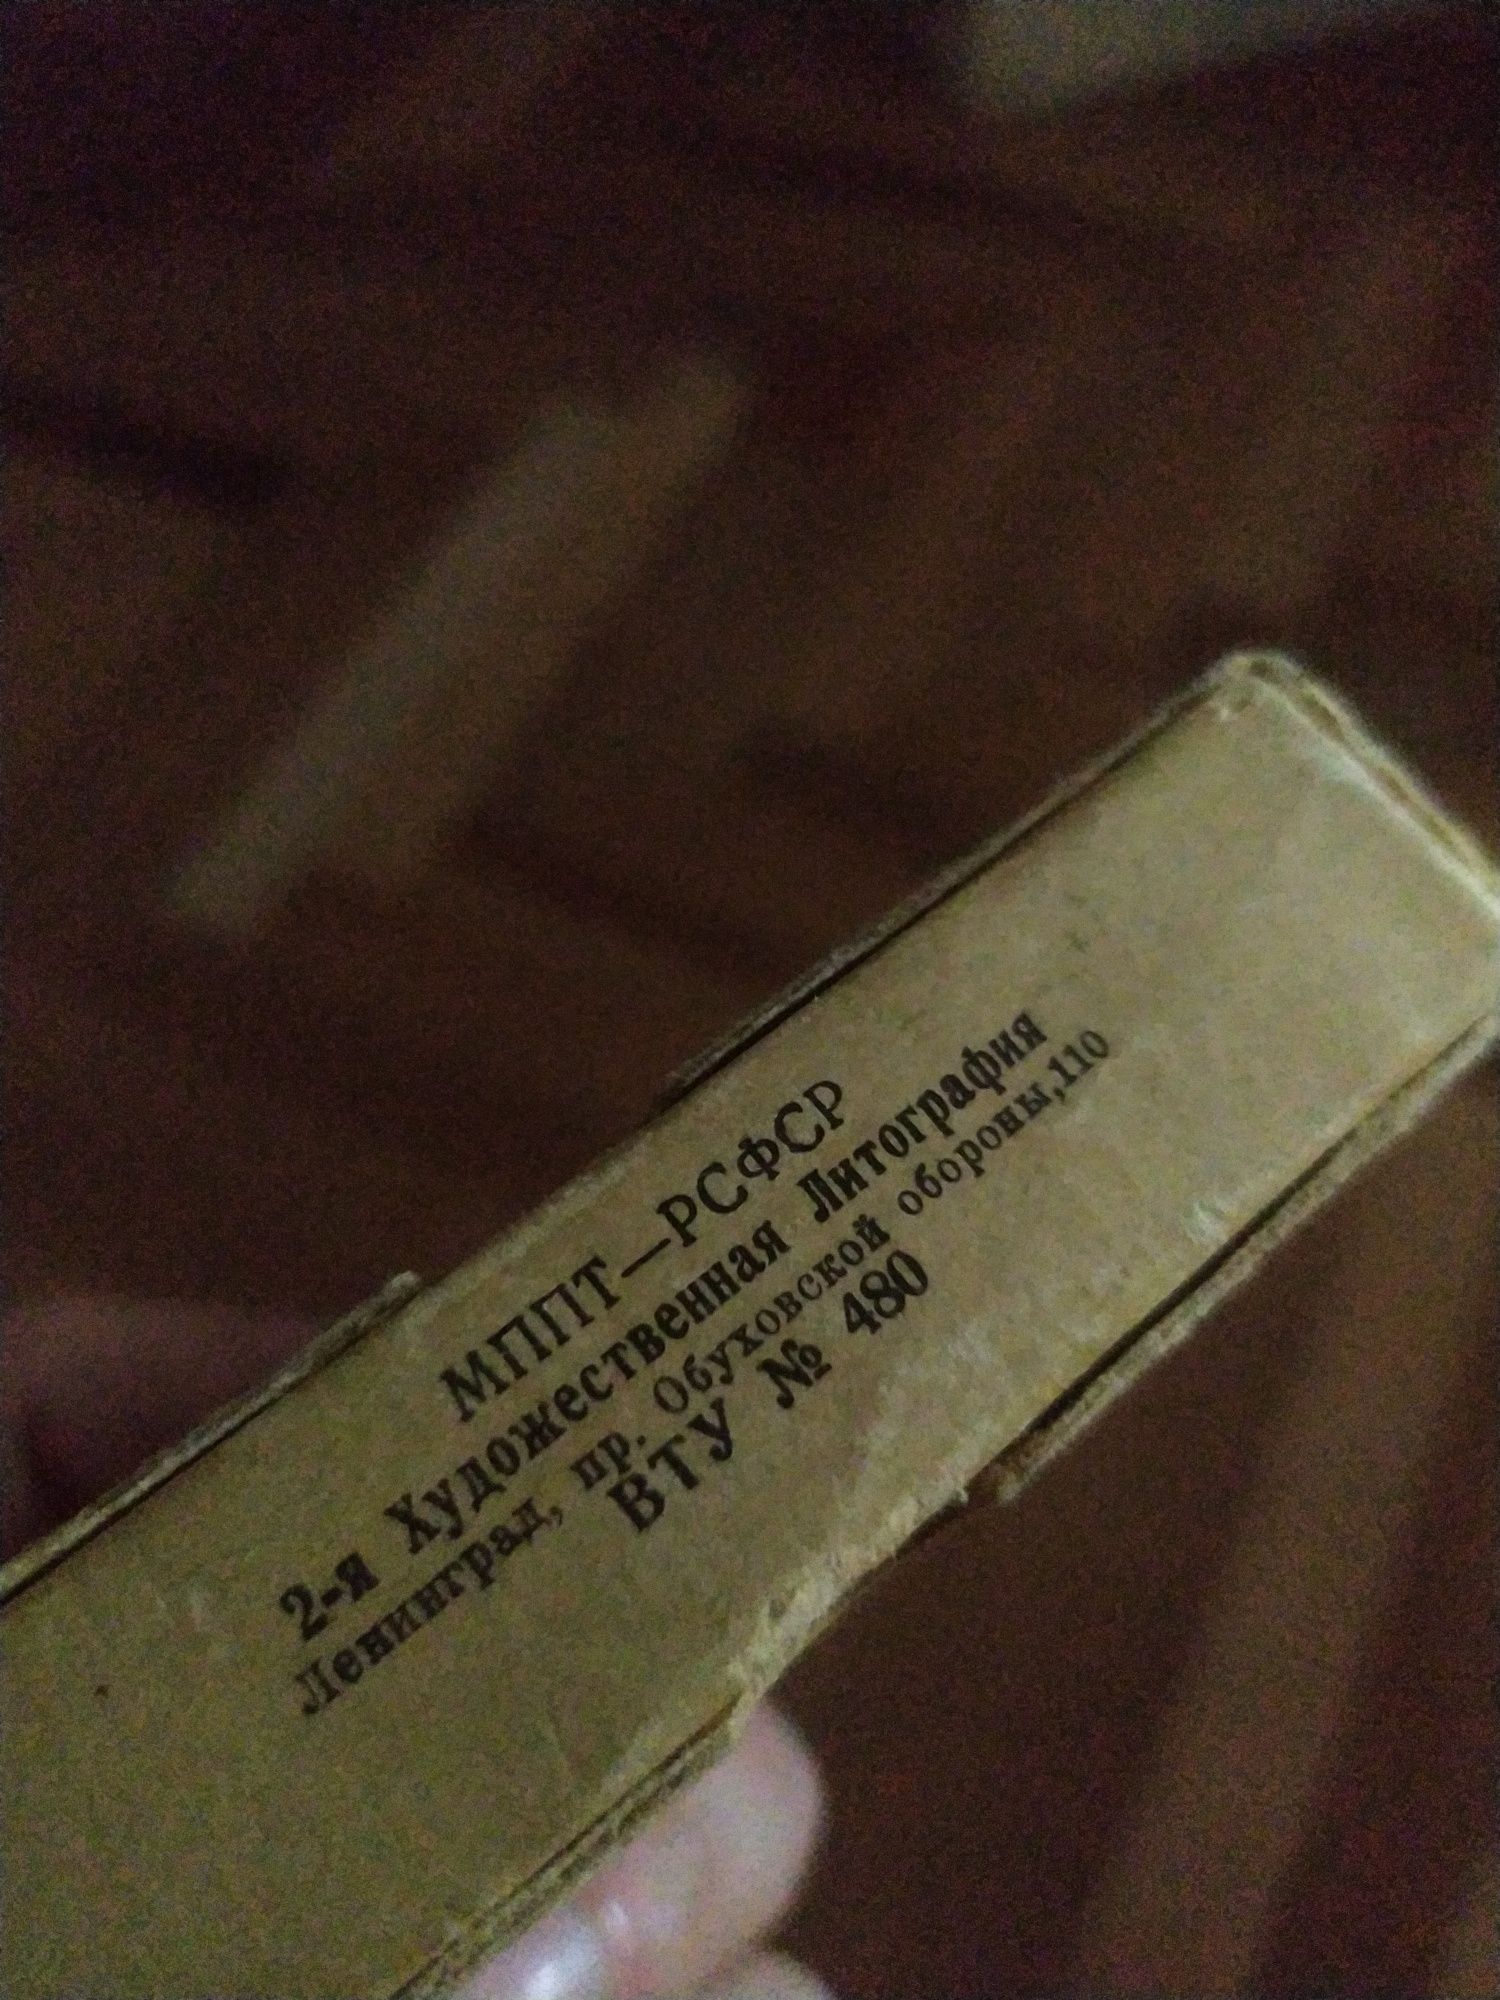 МППТ—РСФСР
2-я Художественная Литография
Ленинград, пр. Обуховской обороны,110
ВТУ № 480